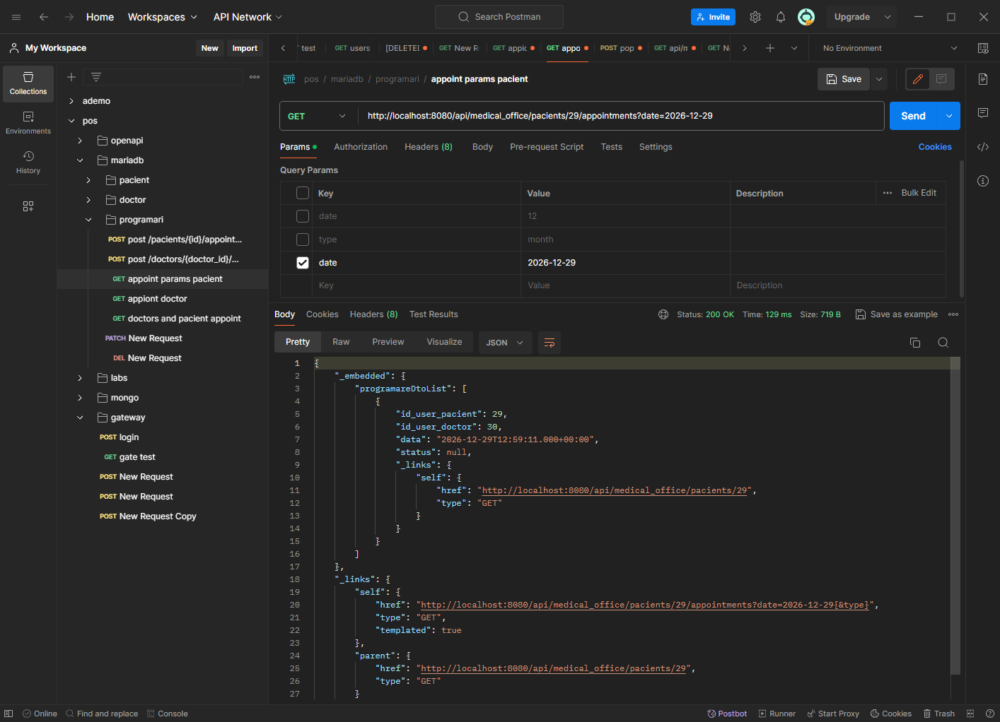 Home Workspaces API Network Search Postman Invite Upgrade
My Workspace New Import
test GET users [DELETE] GET New R GET appic GET appo POST pop GET api/m GET N No Environment
Collections
Environments
History
ademo
pos
openapi
mariadb
pacient
doctor
programari
POST post /pacients/{id}/appoint...
POST post /doctors/{doctor_id}/...
GET appoint params pacient
GET appiont doctor
GET doctors and pacient appoint
PATCH New Request
DEL New Request
labs
mongo
gateway
POST login
GET gate test
POST New Request
POST New Request
POST New Request Copy
HTTP pos / mariadb / programari / appoint params pacient Save
GET http://localhost:8080/api/medical_office/pacients/29/appointments?date=2026-12-29 Send
Params Authorization Headers (8) Body Pre-request Script Tests Settings Cookies
Query Params
Key Value Description Bulk Edit
date 12
type month
date 2026-12-29
Key Value Description
Body Cookies Headers (8) Test Results Status: 200 OK Time: 129 ms Size: 719 B Save as example
Pretty Raw Preview Visualize JSON
1 {
2 "_embedded": {
3 "programareDtoList": [
4 {
5 "id_user_pacient": 29,
6 "id_user_doctor": 30,
7 "data": "2026-12-29T12:59:11.000+00:00",
8 "status": null,
9 "_links": {
10 "self": {
11 "href": "http://localhost:8080/api/medical_office/pacients/29",
12 "type": "GET"
13 }
14 }
15 }
16 ]
17 },
18 "_links": {
19 "self": {
20 "href": "http://localhost:8080/api/medical_office/pacients/29/appointments?date=2026-12-29{&type}",
21 "type": "GET",
22 "templated": true
23 },
24 "parent": {
25 "href": "http://localhost:8080/api/medical_office/pacients/29",
26 "type": "GET"
27 }
Online Find and replace Console Postbot Runner Start Proxy Cookies Trash